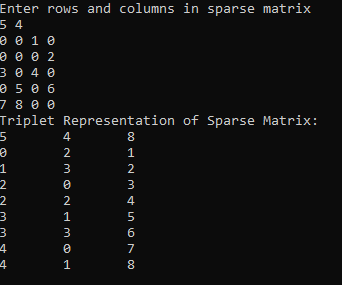 Enter rows and columns in sparse matrix
5 4
0 0 1 0
0 0 0 2
3 0 4 0
0 5 0 6
7 8 0 0
Triplet Representation of Sparse Matrix:
5 4 8
0 2 1
1 3 2
2 0 3
2 2 4
3 1 5
3 3 6
4 0 7
4 1 8